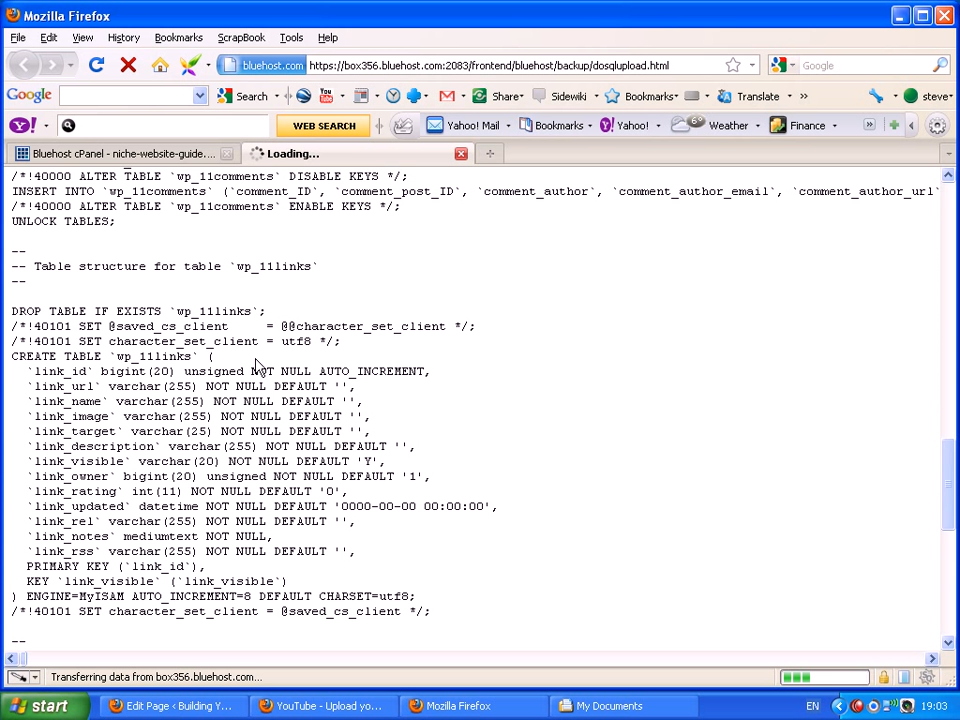 Mozilla Firefox
File Edit View History Bookmarks ScrapBook Tools Help
bluehost.com https://box356.bluehost.com:2083/frontend/bluehost/backup/dosqlupload.html Google
Google Search Share Sidewiki Bookmarks Translate » steve
Y! WEB SEARCH Yahoo! Mail Bookmarks Yahoo! 6° Weather Finance »
Bluehost cPanel - niche-website-guide.... Loading...
/*!40000 ALTER TABLE `wp_11comments` DISABLE KEYS */;
INSERT INTO `wp_11comments` (`comment_ID`, `comment_post_ID`, `comment_author`, `comment_author_email`, `comment_author_url`
/*!40000 ALTER TABLE `wp_11comments` ENABLE KEYS */;
UNLOCK TABLES;
--
-- Table structure for table `wp_11links`
--
DROP TABLE IF EXISTS `wp_11links`;
/*!40101 SET @saved_cs_client     = @@character_set_client */;
/*!40101 SET character_set_client = utf8 */;
CREATE TABLE `wp_11links` (
`link_id` bigint(20) unsigned NOT NULL AUTO_INCREMENT,
`link_url` varchar(255) NOT NULL DEFAULT '',
`link_name` varchar(255) NOT NULL DEFAULT '',
`link_image` varchar(255) NOT NULL DEFAULT '',
`link_target` varchar(25) NOT NULL DEFAULT '',
`link_description` varchar(255) NOT NULL DEFAULT '',
`link_visible` varchar(20) NOT NULL DEFAULT 'Y',
`link_owner` bigint(20) unsigned NOT NULL DEFAULT '1',
`link_rating` int(11) NOT NULL DEFAULT '0',
`link_updated` datetime NOT NULL DEFAULT '0000-00-00 00:00:00',
`link_rel` varchar(255) NOT NULL DEFAULT '',
`link_notes` mediumtext NOT NULL,
`link_rss` varchar(255) NOT NULL DEFAULT '',
PRIMARY KEY (`link_id`),
KEY `link_visible` (`link_visible`)
) ENGINE=MyISAM AUTO_INCREMENT=8 DEFAULT CHARSET=utf8;
/*!40101 SET character_set_client = @saved_cs_client */;
--
Transferring data from box356.bluehost.com...
start Edit Page ‹ Building Y... YouTube - Upload yo... Mozilla Firefox My Documents EN 19:03